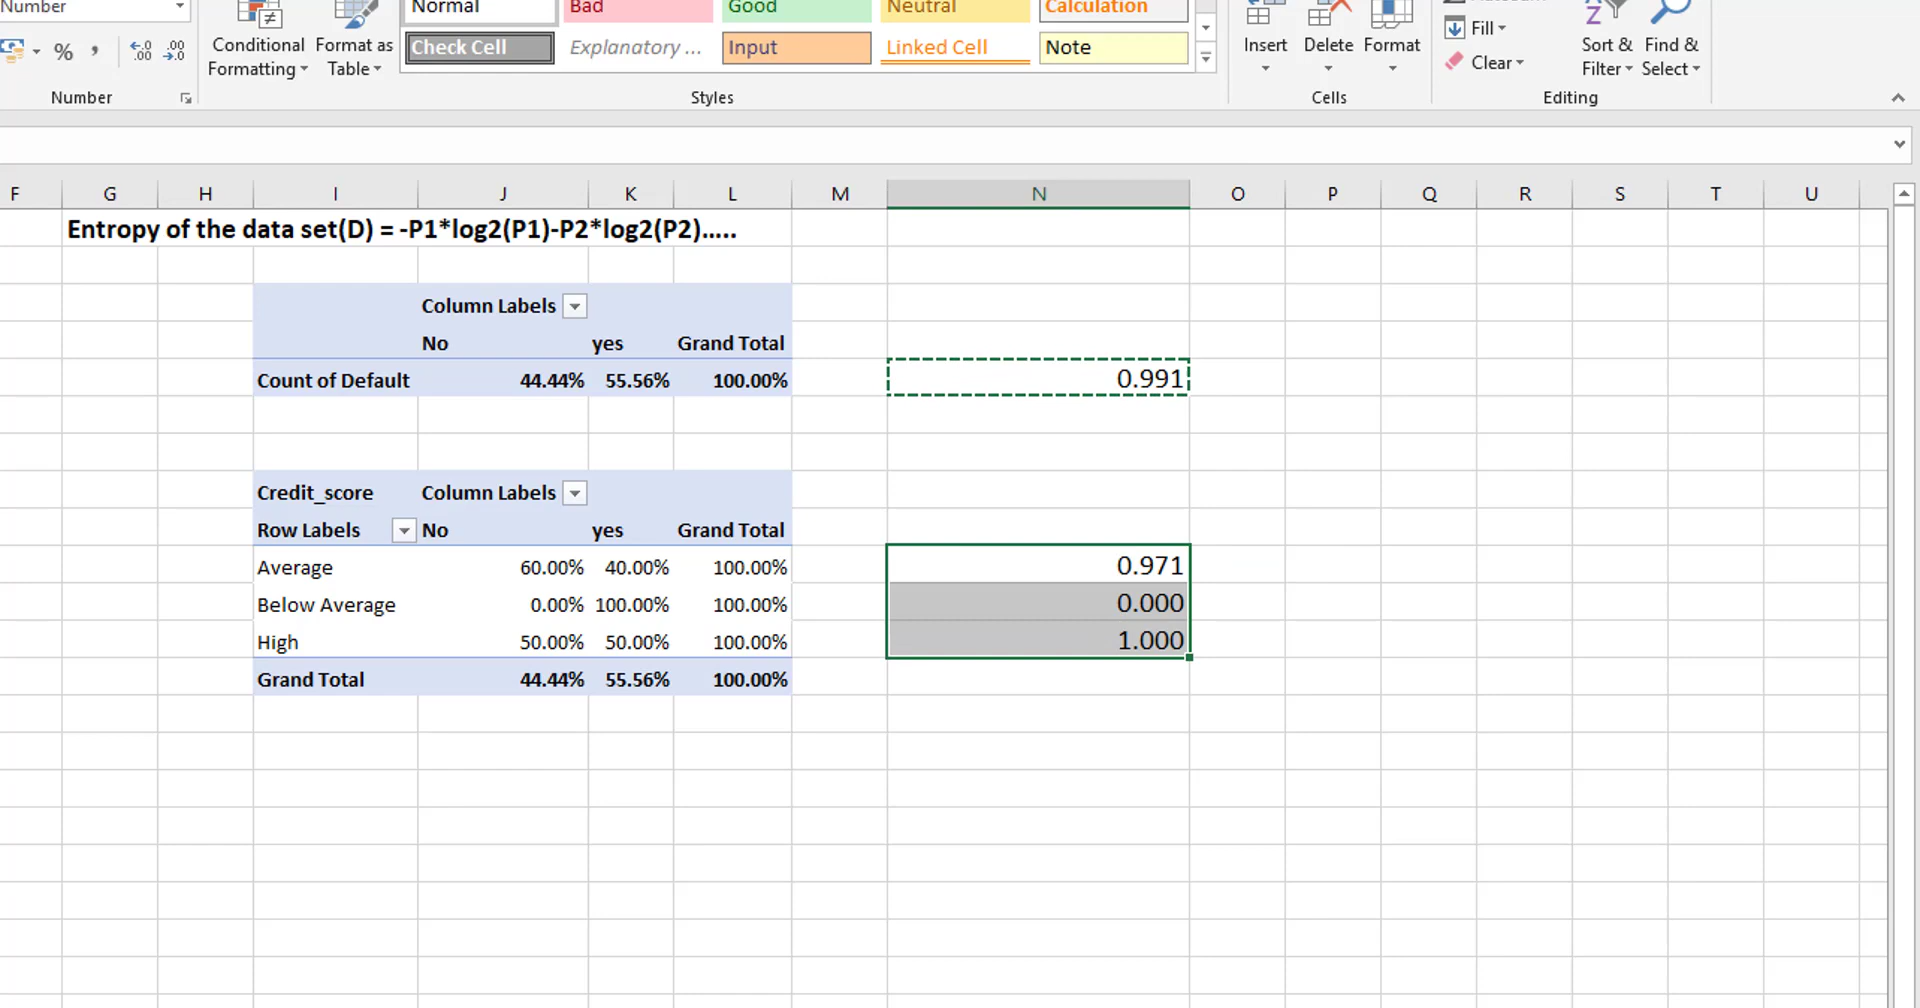 Number
Normal Bad Good Neutral Calculation
Check Cell Explanatory ... Input Linked Cell Note
% , ←.0 .00 .00 →.0
Conditional Formatting
Format as Table
Insert Delete Format
Fill
Clear
Sort & Filter
Find & Select
Number Styles Cells Editing
F G H I J K L M N O P Q R S T U
Entropy of the data set(D) = -P1*log2(P1)-P2*log2(P2).....
Column Labels
No yes Grand Total
Count of Default 44.44% 55.56% 100.00% 0.991
Credit_score Column Labels
Row Labels No yes Grand Total
Average 60.00% 40.00% 100.00% 0.971
Below Average 0.00% 100.00% 100.00% 0.000
High 50.00% 50.00% 100.00% 1.000
Grand Total 44.44% 55.56% 100.00%